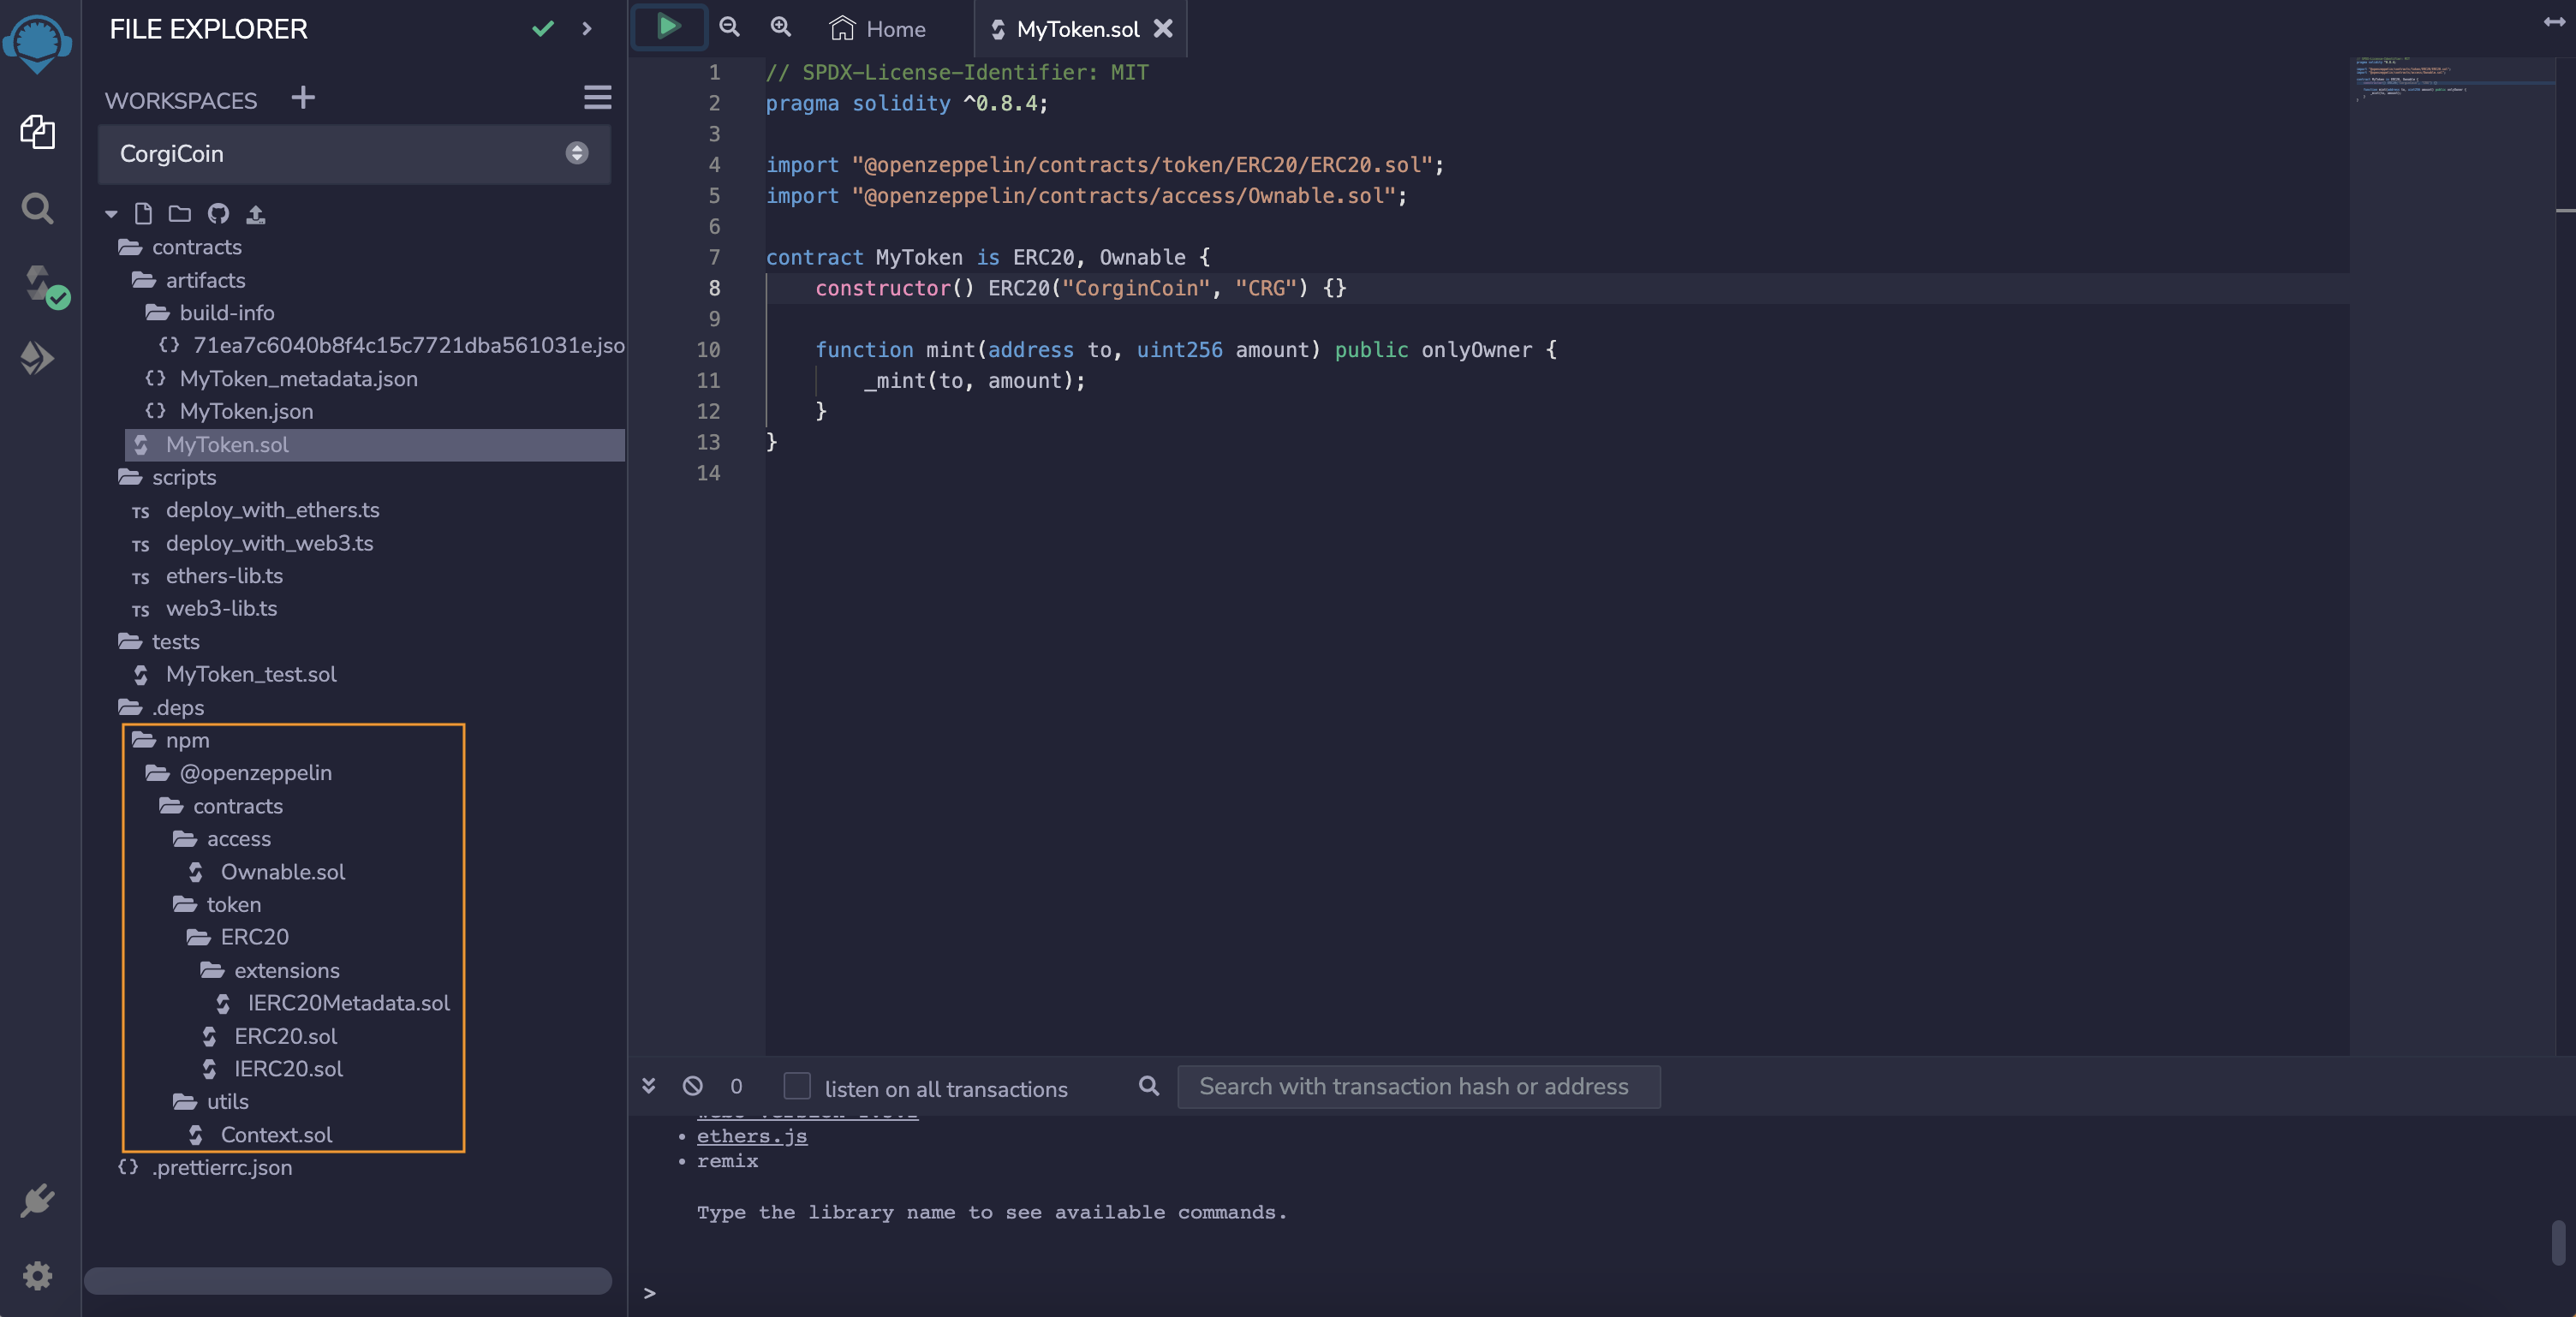 FILE EXPLORER
WORKSPACES
CorgiCoin
contracts
artifacts
build-info
71ea7c6040b8f4c15c7721dba561031e.jso
MyToken_metadata.json
MyToken.json
MyToken.sol
scripts
TS deploy_with_ethers.ts
TS deploy_with_web3.ts
TS ethers-lib.ts
TS web3-lib.ts
tests
MyToken_test.sol
.deps
npm
@openzeppelin
contracts
access
Ownable.sol
token
ERC20
extensions
IERC20Metadata.sol
ERC20.sol
IERC20.sol
utils
Context.sol
{} .prettierrc.json
Home
MyToken.sol
1 // SPDX-License-Identifier: MIT
2 pragma solidity ^0.8.4;
3
4 import "@openzeppelin/contracts/token/ERC20/ERC20.sol";
5 import "@openzeppelin/contracts/access/Ownable.sol";
6
7 contract MyToken is ERC20, Ownable {
8 constructor() ERC20("CorginCoin", "CRG") {}
9
10 function mint(address to, uint256 amount) public onlyOwner {
11 _mint(to, amount);
12 }
13 }
14
0 listen on all transactions
Search with transaction hash or address
• ethers.js
• remix
Type the library name to see available commands.
>